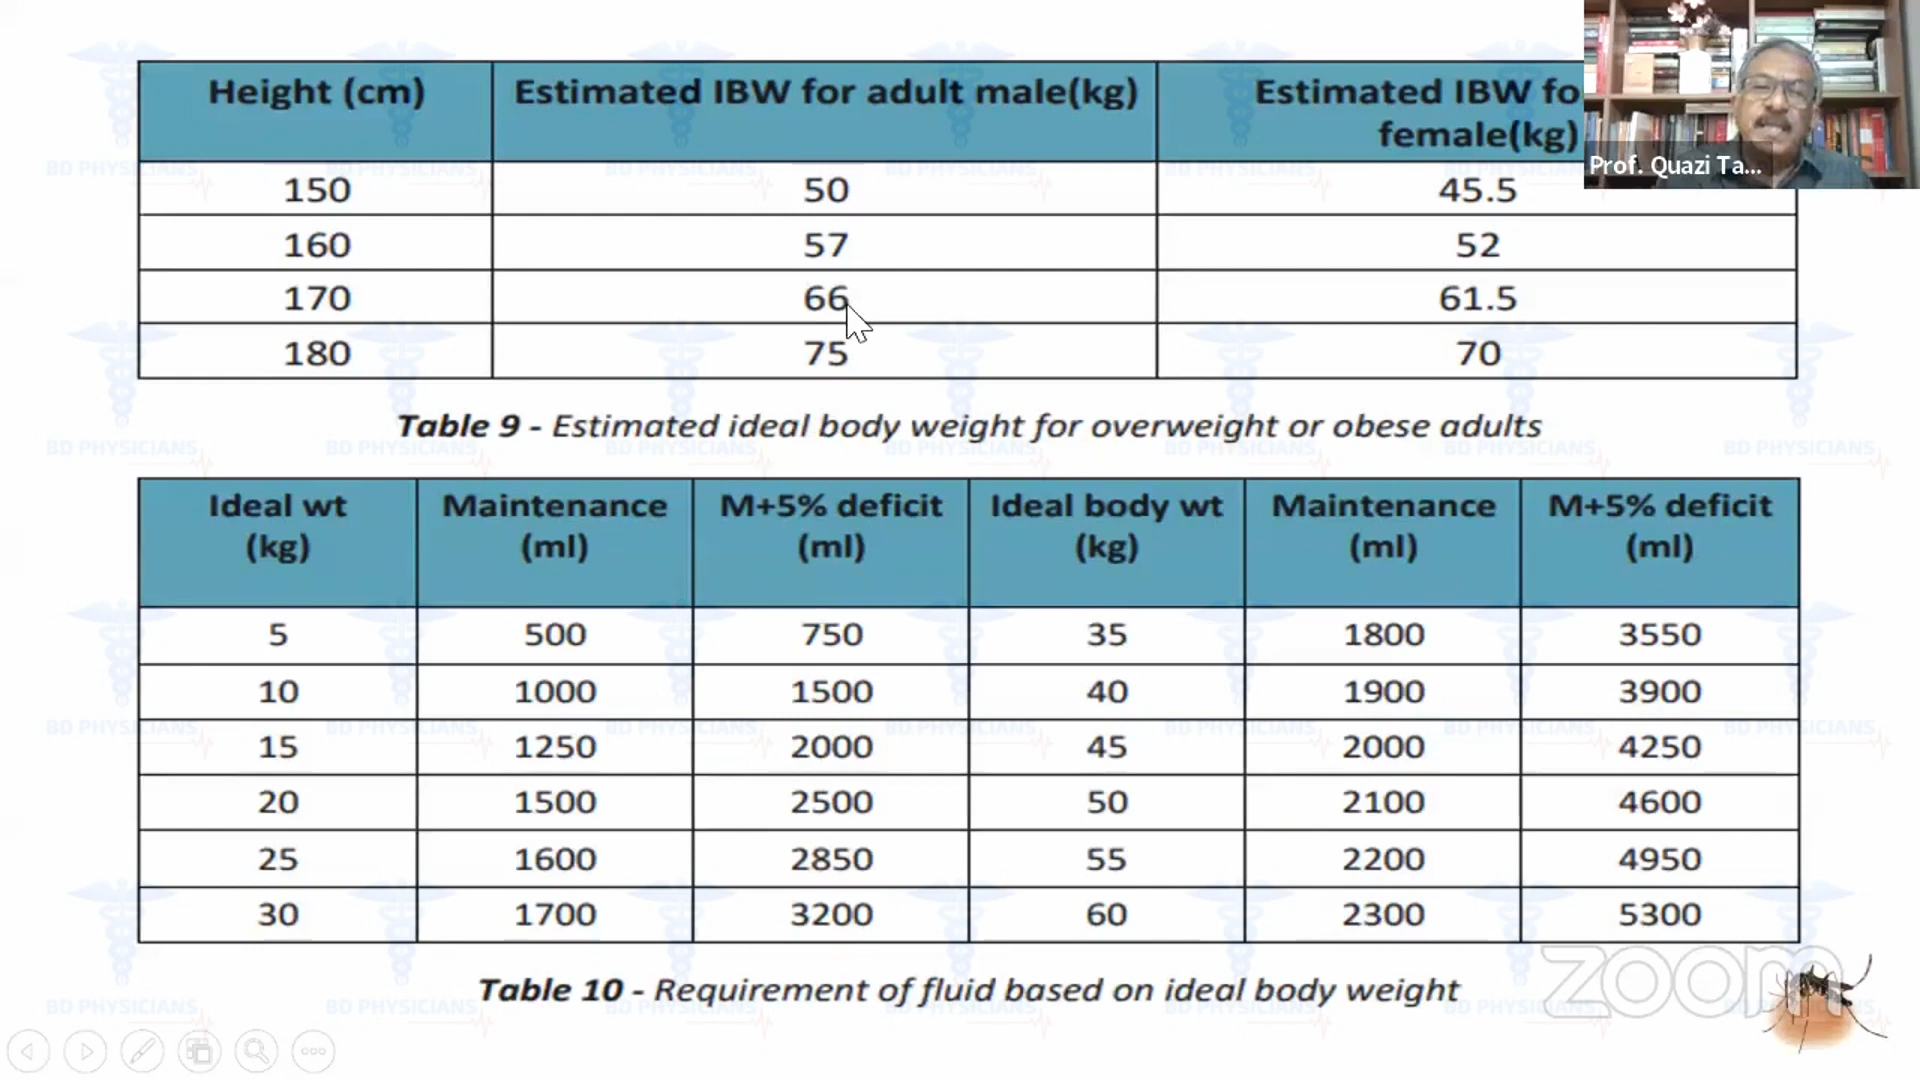 Height (cm) Estimated IBW for adult male(kg) Estimated IBW fo
female(kg)
150 50 45.5
160 57 52
170 66 61.5
180 75 70
Table 9 - Estimated ideal body weight for overweight or obese adults
Ideal wt Maintenance M+5% deficit Ideal body wt Maintenance M+5% deficit
(kg) (ml) (ml) (kg) (ml) (ml)
5 500 750 35 1800 3550
10 1000 1500 40 1900 3900
15 1250 2000 45 2000 4250
20 1500 2500 50 2100 4600
25 1600 2850 55 2200 4950
30 1700 3200 60 2300 5300
Table 10 - Requirement of fluid based on ideal body weight
Prof. Quazi Ta...
zoom
BD PHYSICIANS